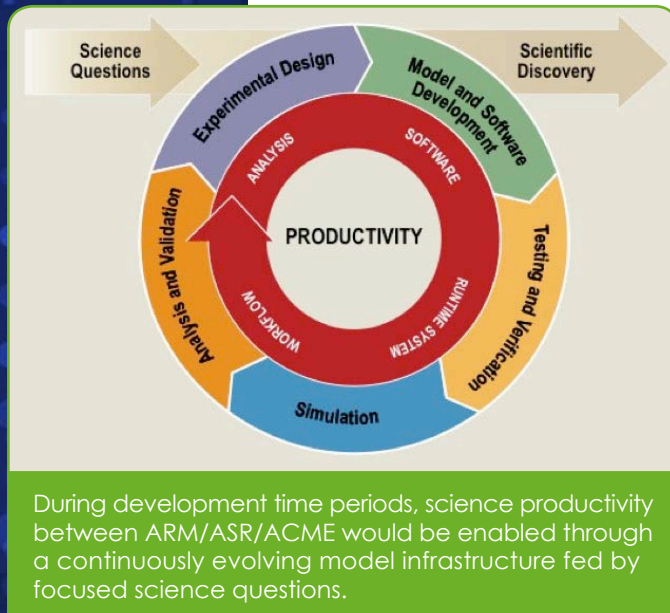 Science
Questions
Scientific
Discovery
Experimental Design
Model and Software
Development
Testing and Verification
Simulation
Analysis and Validation
ANALYSIS
SOFTWARE
RUNTIME SYSTEM
WORKFLOW
PRODUCTIVITY
During development time periods, science productivity
between ARM/ASR/ACME would be enabled through
a continuously evolving model infrastructure fed by
focused science questions.